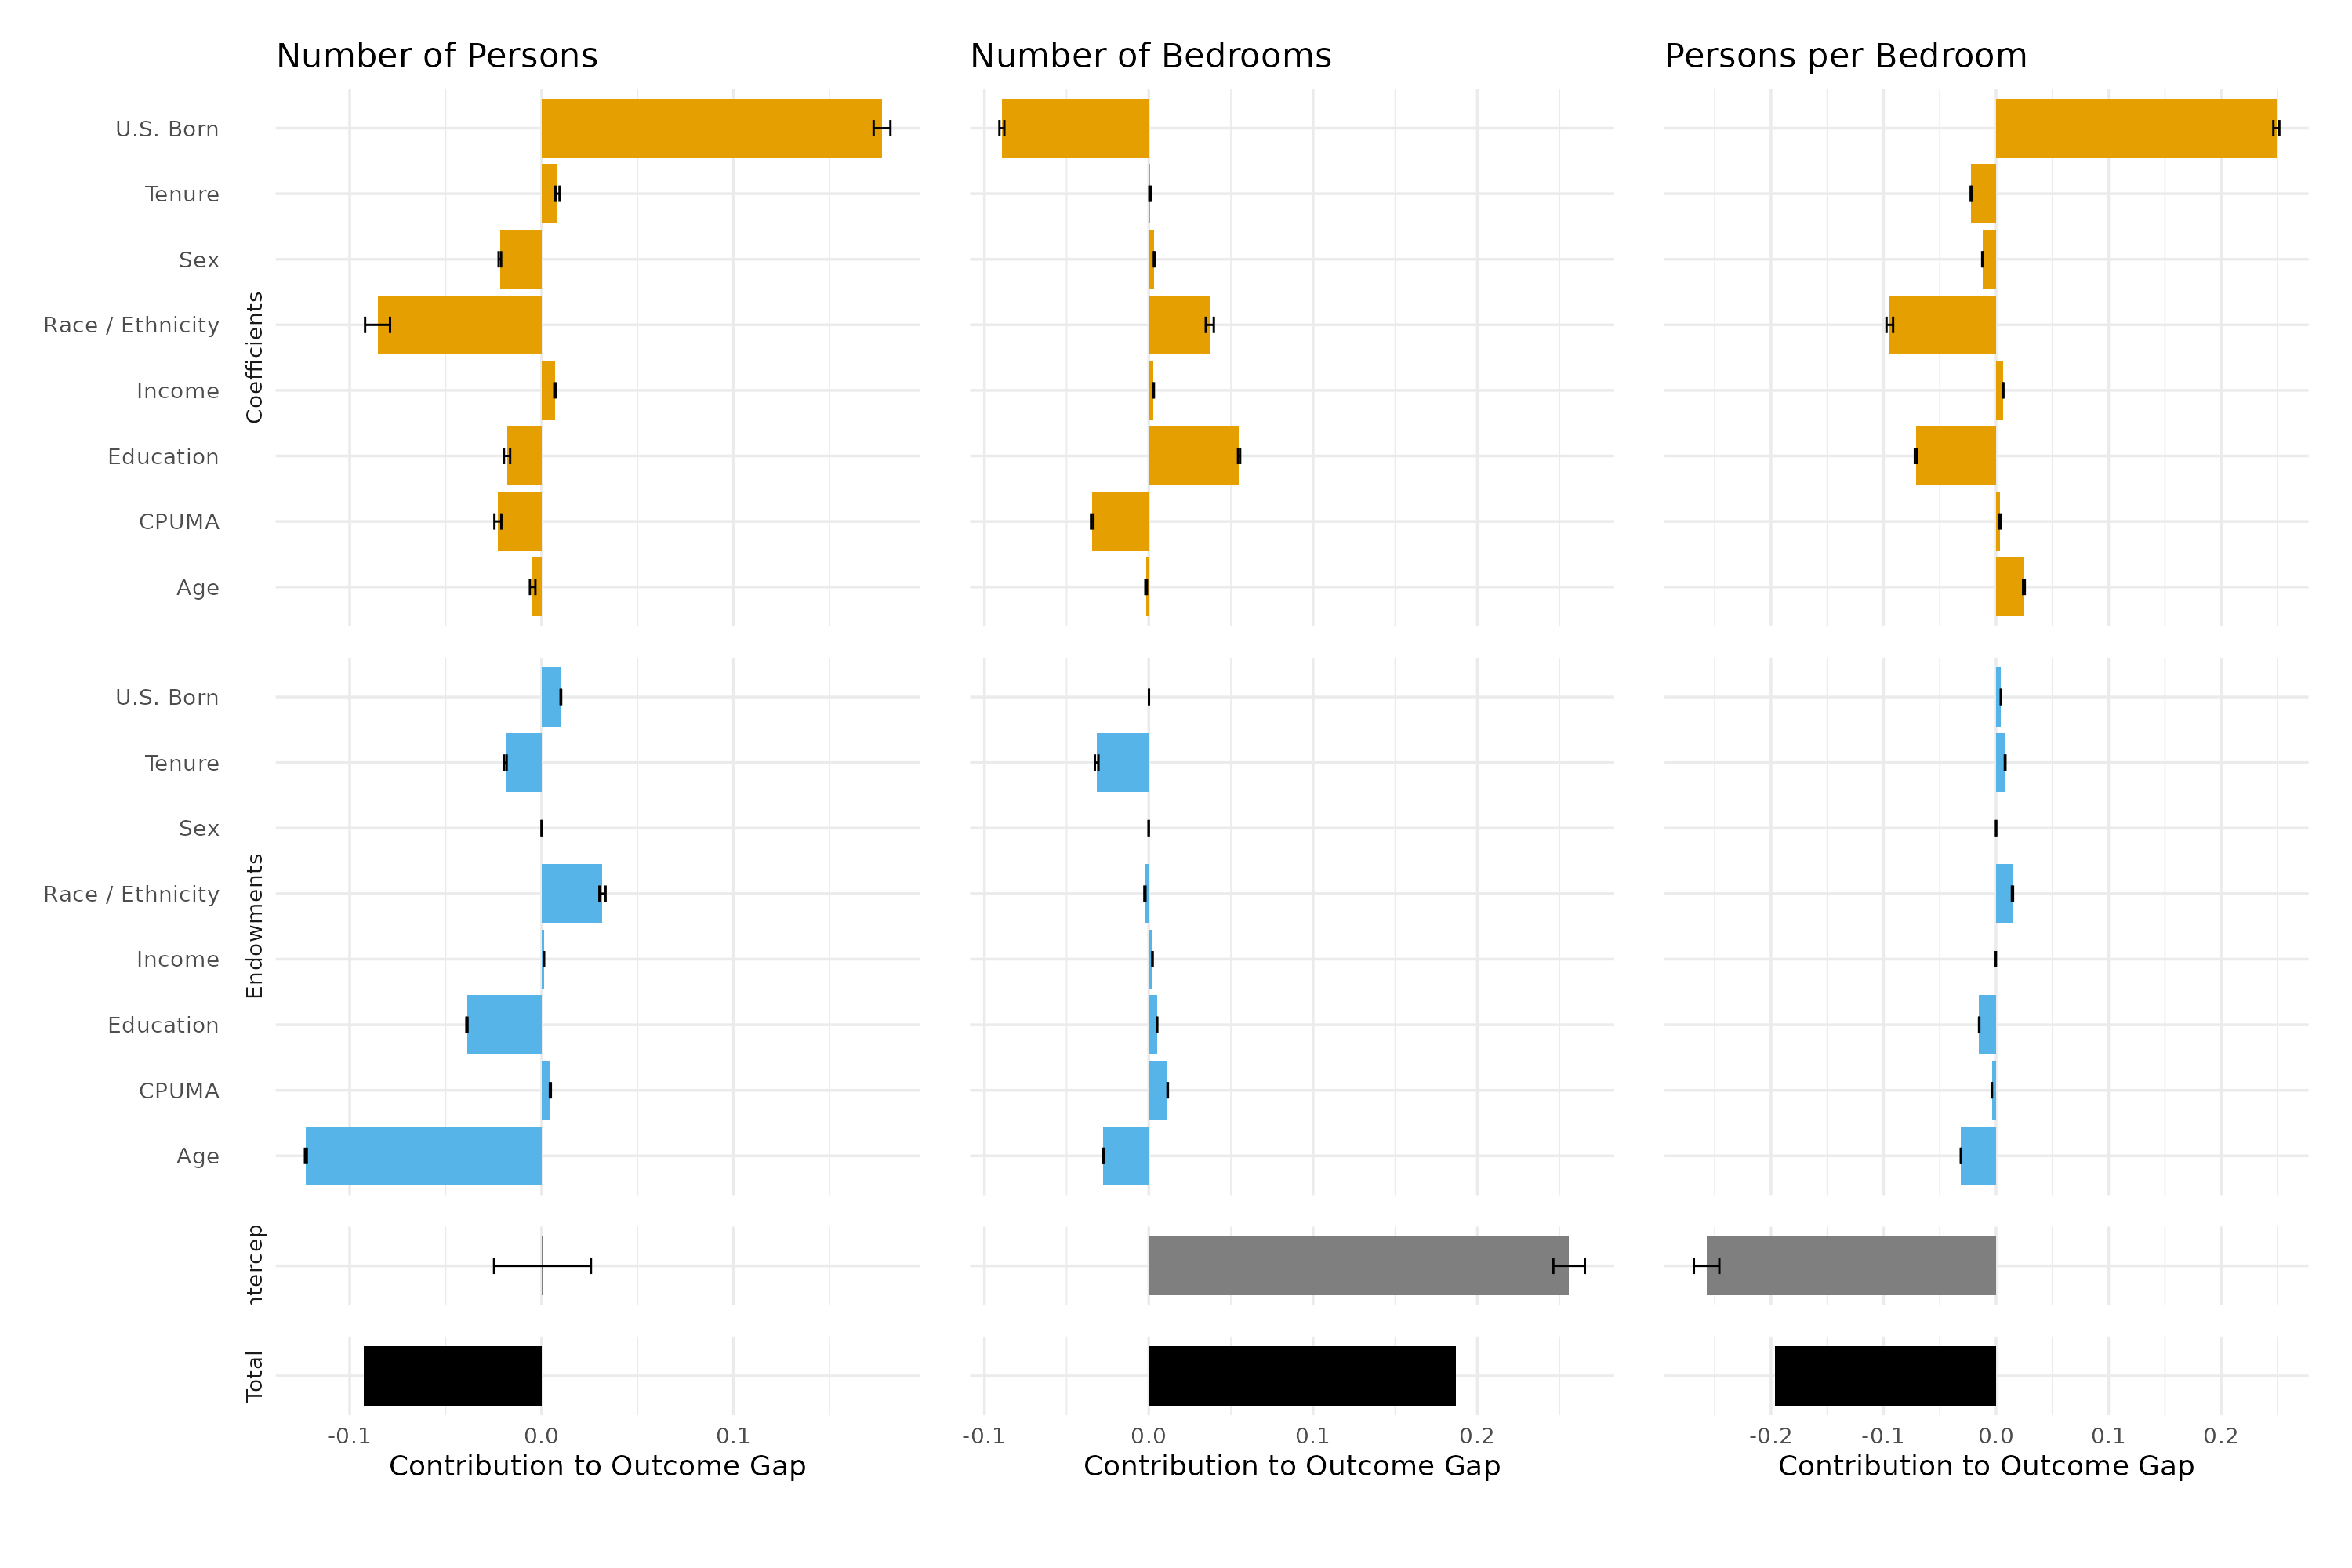 Number of Persons
Number of Bedrooms
Persons per Bedroom
Coefficients
U.S. Born
Tenure
Sex
Race / Ethnicity
Income
Education
CPUMA
Age
Endowments
U.S. Born
Tenure
Sex
Race / Ethnicity
Income
Education
CPUMA
Age
ntercep
Total
-0.1 0.0 0.1
-0.1 0.0 0.1 0.2
-0.2 -0.1 0.0 0.1 0.2
Contribution to Outcome Gap
Contribution to Outcome Gap
Contribution to Outcome Gap